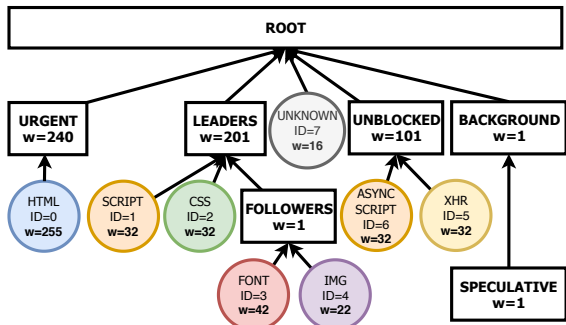 ROOT
URGENT
w=240
LEADERS
w=201
UNKNOWN
ID=7
w=16
UNBLOCKED
w=101
BACKGROUND
w=1
HTML
ID=0
w=255
SCRIPT
ID=1
w=32
CSS
ID=2
w=32
FOLLOWERS
w=1
ASYNC
SCRIPT
ID=6
w=32
XHR
ID=5
w=32
FONT
ID=3
w=42
IMG
ID=4
w=22
SPECULATIVE
w=1